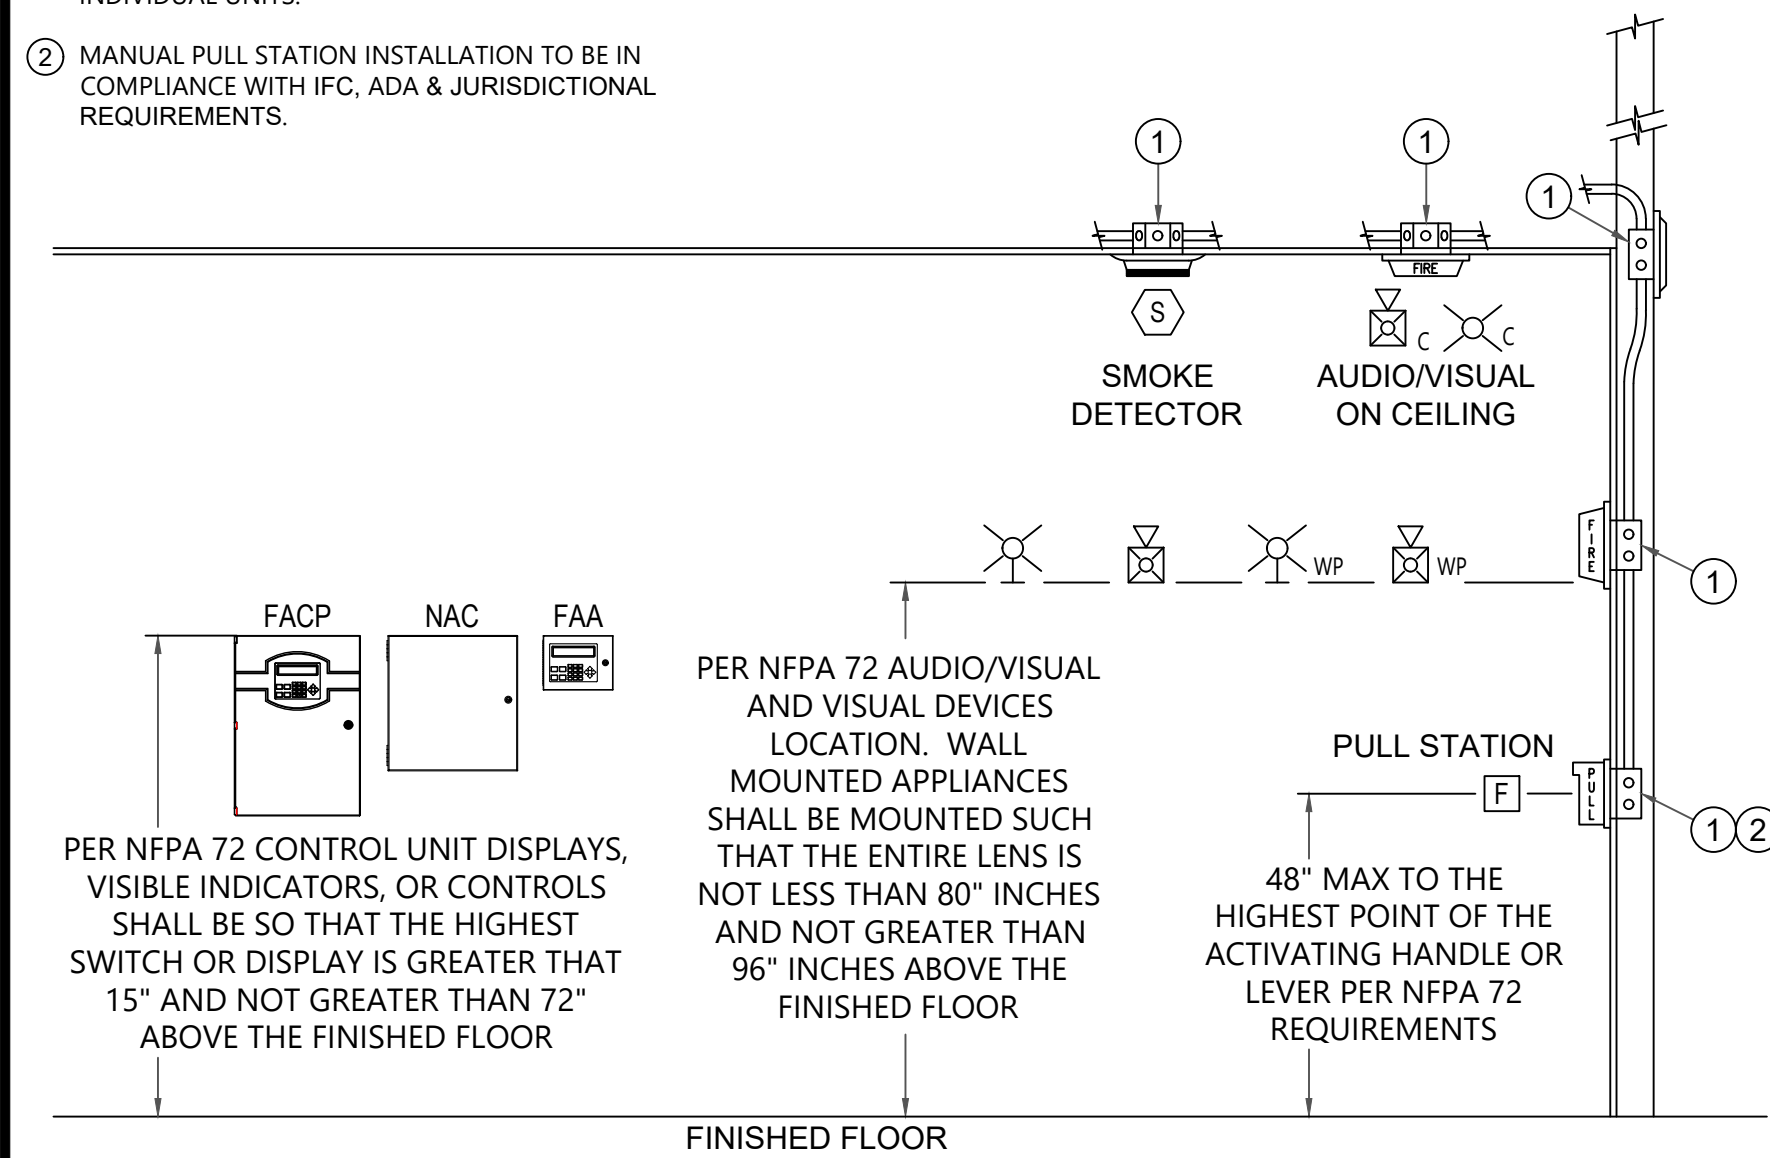 INDIVIDUAL UNITS.
2 MANUAL PULL STATION INSTALLATION TO BE IN
COMPLIANCE WITH IFC, ADA & JURISDICTIONAL
REQUIREMENTS.
1
1
1
FIRE
S
C
C
SMOKE
DETECTOR
AUDIO/VISUAL
ON CEILING
WP
WP
FIRE
1
FACP
NAC
FAA
PER NFPA 72 CONTROL UNIT DISPLAYS,
VISIBLE INDICATORS, OR CONTROLS
SHALL BE SO THAT THE HIGHEST
SWITCH OR DISPLAY IS GREATER THAT
15" AND NOT GREATER THAN 72"
ABOVE THE FINISHED FLOOR
PER NFPA 72 AUDIO/VISUAL
AND VISUAL DEVICES
LOCATION. WALL
MOUNTED APPLIANCES
SHALL BE MOUNTED SUCH
THAT THE ENTIRE LENS IS
NOT LESS THAN 80" INCHES
AND NOT GREATER THAN
96" INCHES ABOVE THE
FINISHED FLOOR
PULL STATION
F
PULL
1 2
48" MAX TO THE
HIGHEST POINT OF THE
ACTIVATING HANDLE OR
LEVER PER NFPA 72
REQUIREMENTS
FINISHED FLOOR